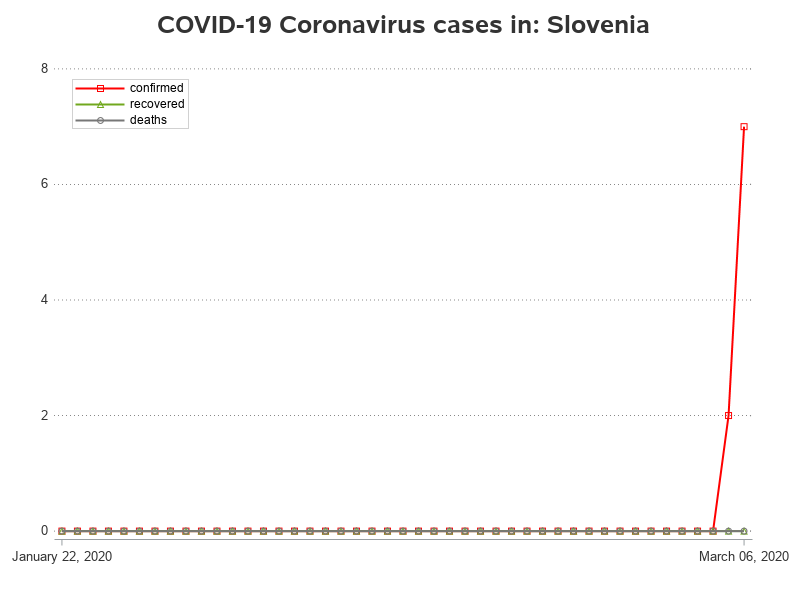 COVID-19 Coronavirus cases in: Slovenia
8
confirmed
recovered
deaths
6
4
2
0
January 22, 2020
March 06, 2020